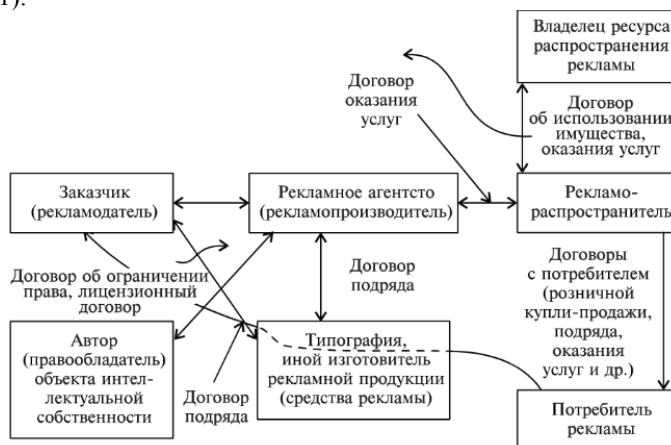 Владелец ресурса
распространения
рекламы
Договор
оказания
услуг
Договор
об использовании
имущества,
оказания услуг
Заказчик
(рекламодатель)
Рекламное агентсто
(рекламопроизводитель)
Рекламо-
распространитель
Договор об ограничении
права, лицензионный
договор
Договор
подряда
Договоры
с потребителем
(розничной
купли-продажи,
подряда,
оказания
услуг и др.)
Автор
(правообладатель)
объекта интел-
лектуальной
собственности
Договор
подряда
Типография,
иной изготовитель
рекламной продукции
(средства рекламы)
Потребитель
рекламы